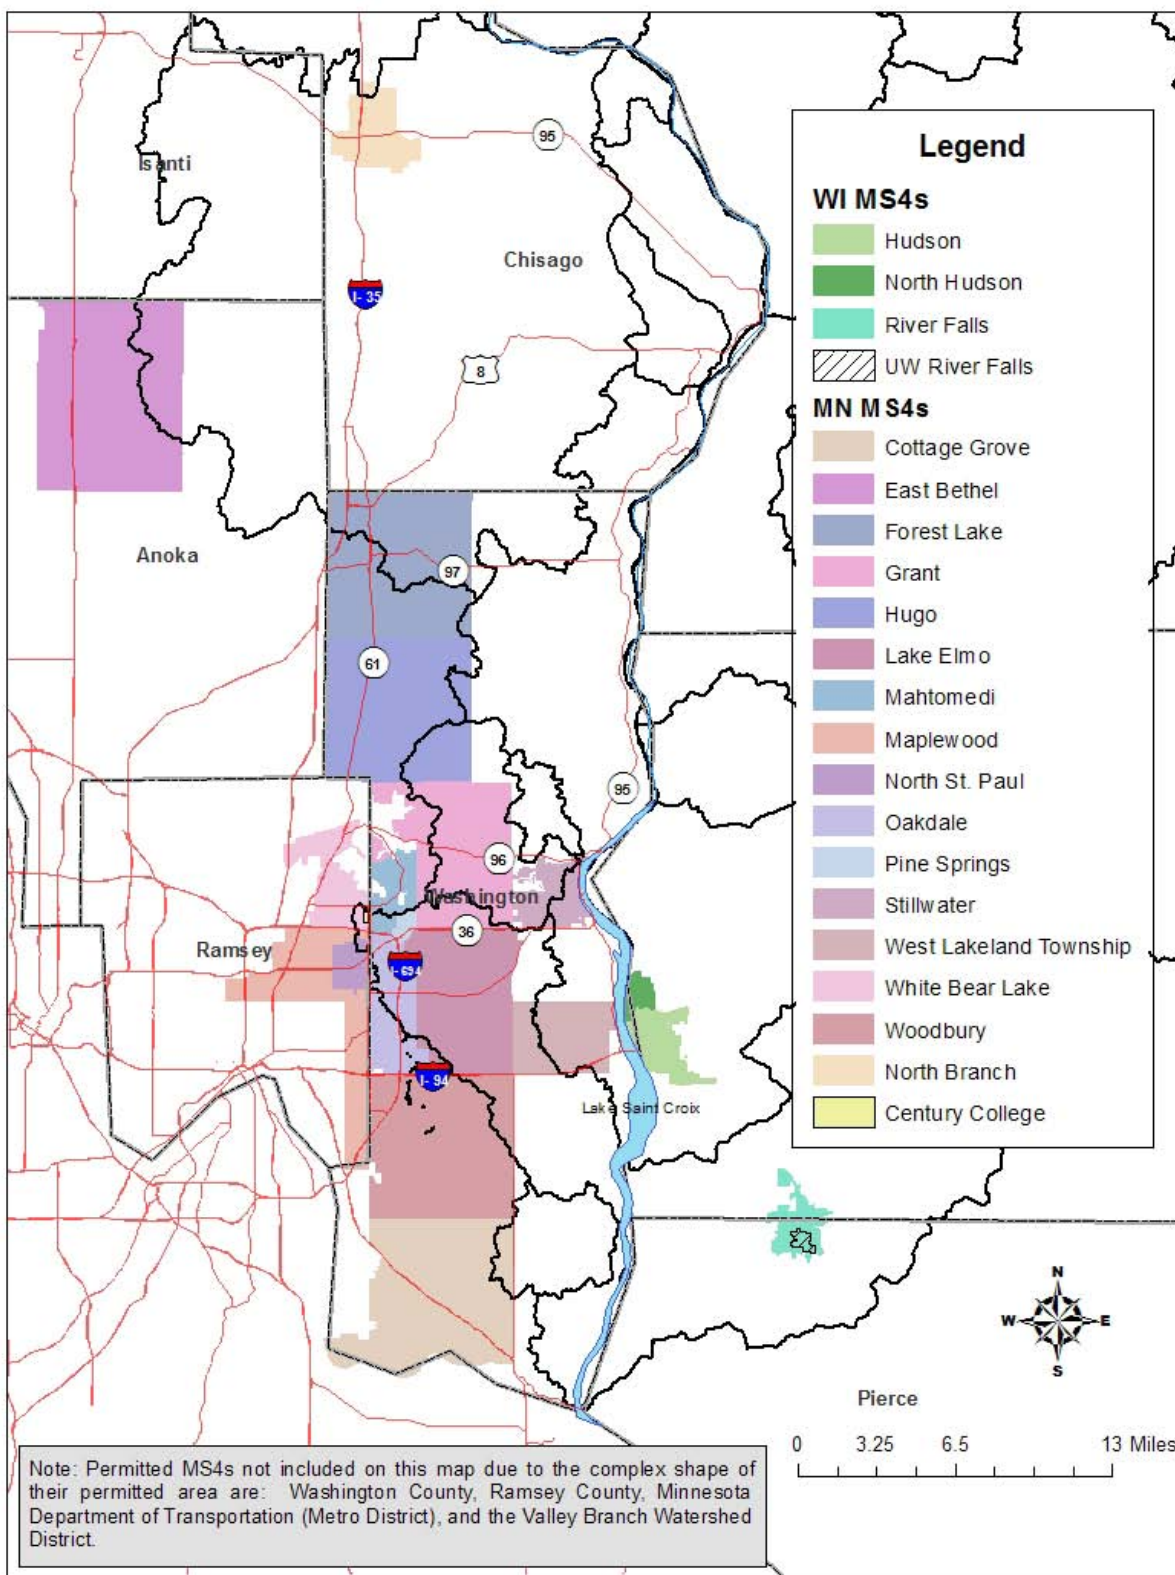 95
Isanti
Chisago
I- 35
8
Anoka
97
61
95
96
Washington
36
Ramsey
I- 694
I- 94
Lake Saint Croix
Legend
WI MS4s
Hudson
North Hudson
River Falls
UW River Falls
MN MS4s
Cottage Grove
East Bethel
Forest Lake
Grant
Hugo
Lake Elmo
Mahtomedi
Maplewood
North St. Paul
Oakdale
Pine Springs
Stillwater
West Lakeland Township
White Bear Lake
Woodbury
North Branch
Century College
N
W E
S
Pierce
0 3.25 6.5 13 Miles
Note: Permitted MS4s not included on this map due to the complex shape of
their permitted area are: Washington County, Ramsey County, Minnesota
Department of Transportation (Metro District), and the Valley Branch Watershed
District.